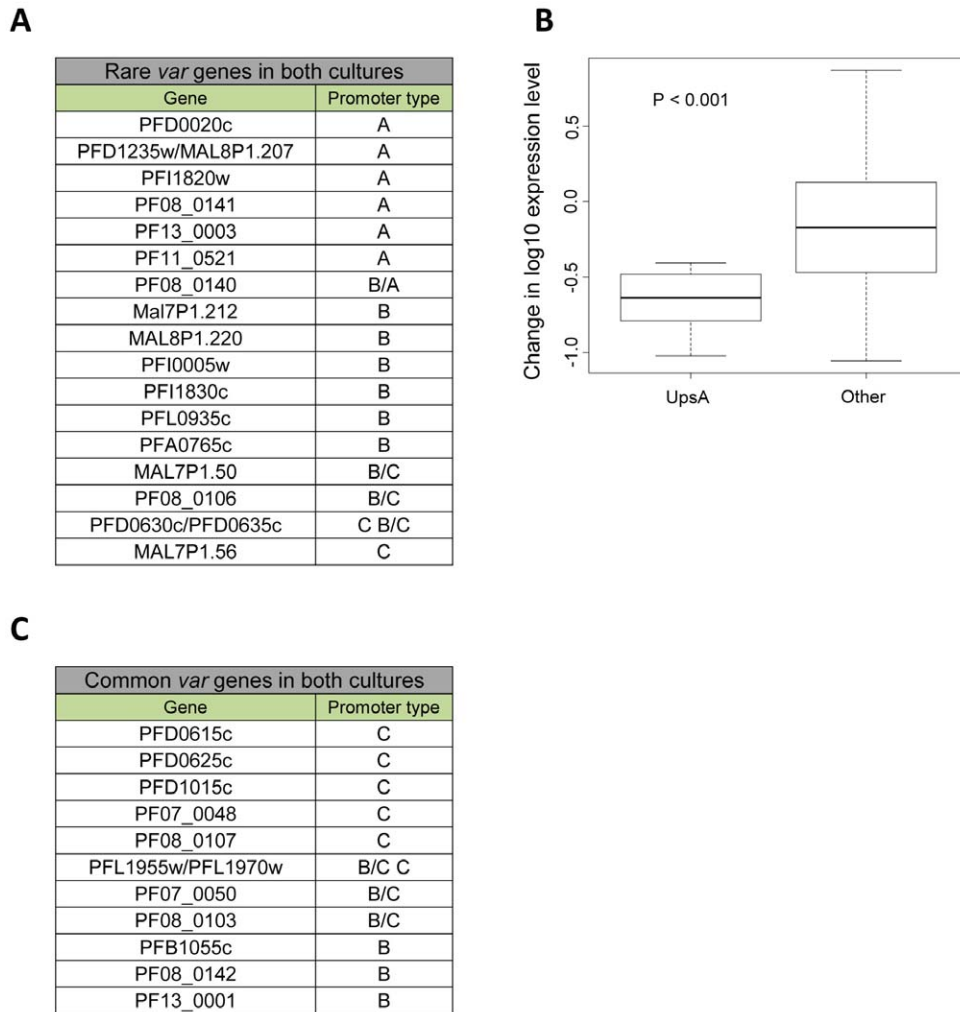 A
Rare var genes in both cultures
Gene Promoter type
PFD0020c A
PFD1235w/MAL8P1.207 A
PFI1820w A
PF08_0141 A
PF13_0003 A
PF11_0521 A
PF08_0140 B/A
Mal7P1.212 B
MAL8P1.220 B
PFI0005w B
PFI1830c B
PFL0935c B
PFA0765c B
MAL7P1.50 B/C
PF08_0106 B/C
PFD0630c/PFD0635c C B/C
MAL7P1.56 C
B
P < 0.001
Change in log10 expression level
0.5
0.0
-0.5
-1.0
UpsA Other
C
Common var genes in both cultures
Gene Promoter type
PFD0615c C
PFD0625c C
PFD1015c C
PF07_0048 C
PF08_0107 C
PFL1955w/PFL1970w B/C C
PF07_0050 B/C
PF08_0103 B/C
PFB1055c B
PF08_0142 B
PF13_0001 B